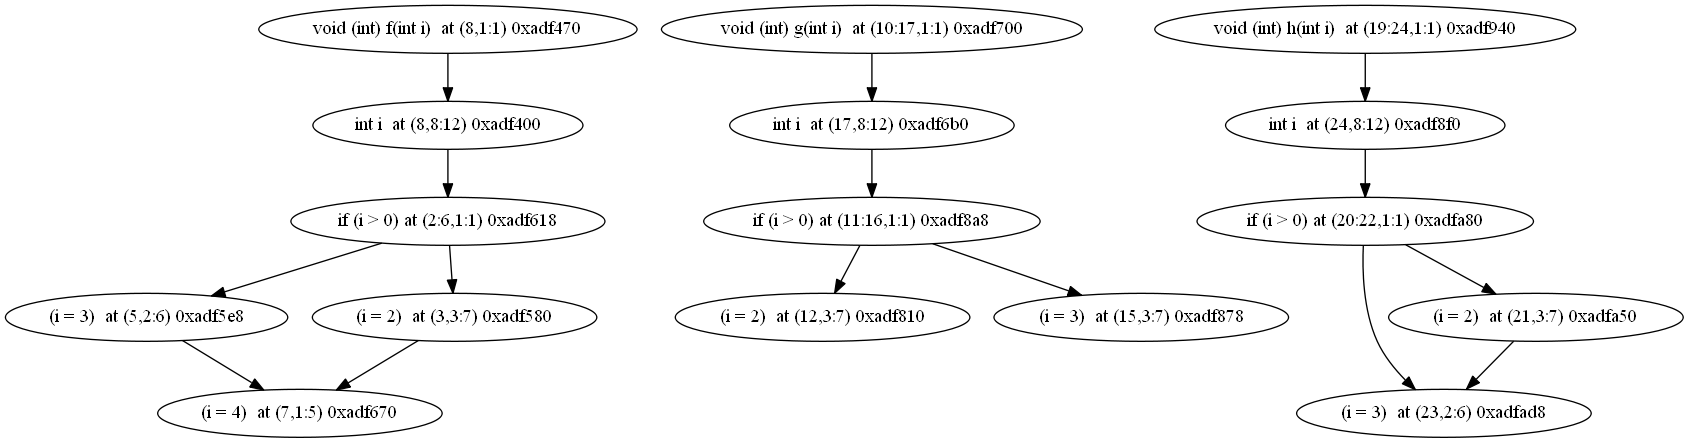 void (int) f(int i)  at (8,1:1) 0xadf470
void (int) g(int i)  at (10:17,1:1) 0xadf700
void (int) h(int i)  at (19:24,1:1) 0xadf940
int i  at (8,8:12) 0xadf400
int i  at (17,8:12) 0xadf6b0
int i  at (24,8:12) 0xadf8f0
if (i > 0) at (2:6,1:1) 0xadf618
if (i > 0) at (11:16,1:1) 0xadf8a8
if (i > 0) at (20:22,1:1) 0xadfa80
(i = 3)  at (5,2:6) 0xadf5e8
(i = 2)  at (3,3:7) 0xadf580
(i = 2)  at (12,3:7) 0xadf810
(i = 3)  at (15,3:7) 0xadf878
(i = 2)  at (21,3:7) 0xadfa50
(i = 4)  at (7,1:5) 0xadf670
(i = 3)  at (23,2:6) 0xadfad8